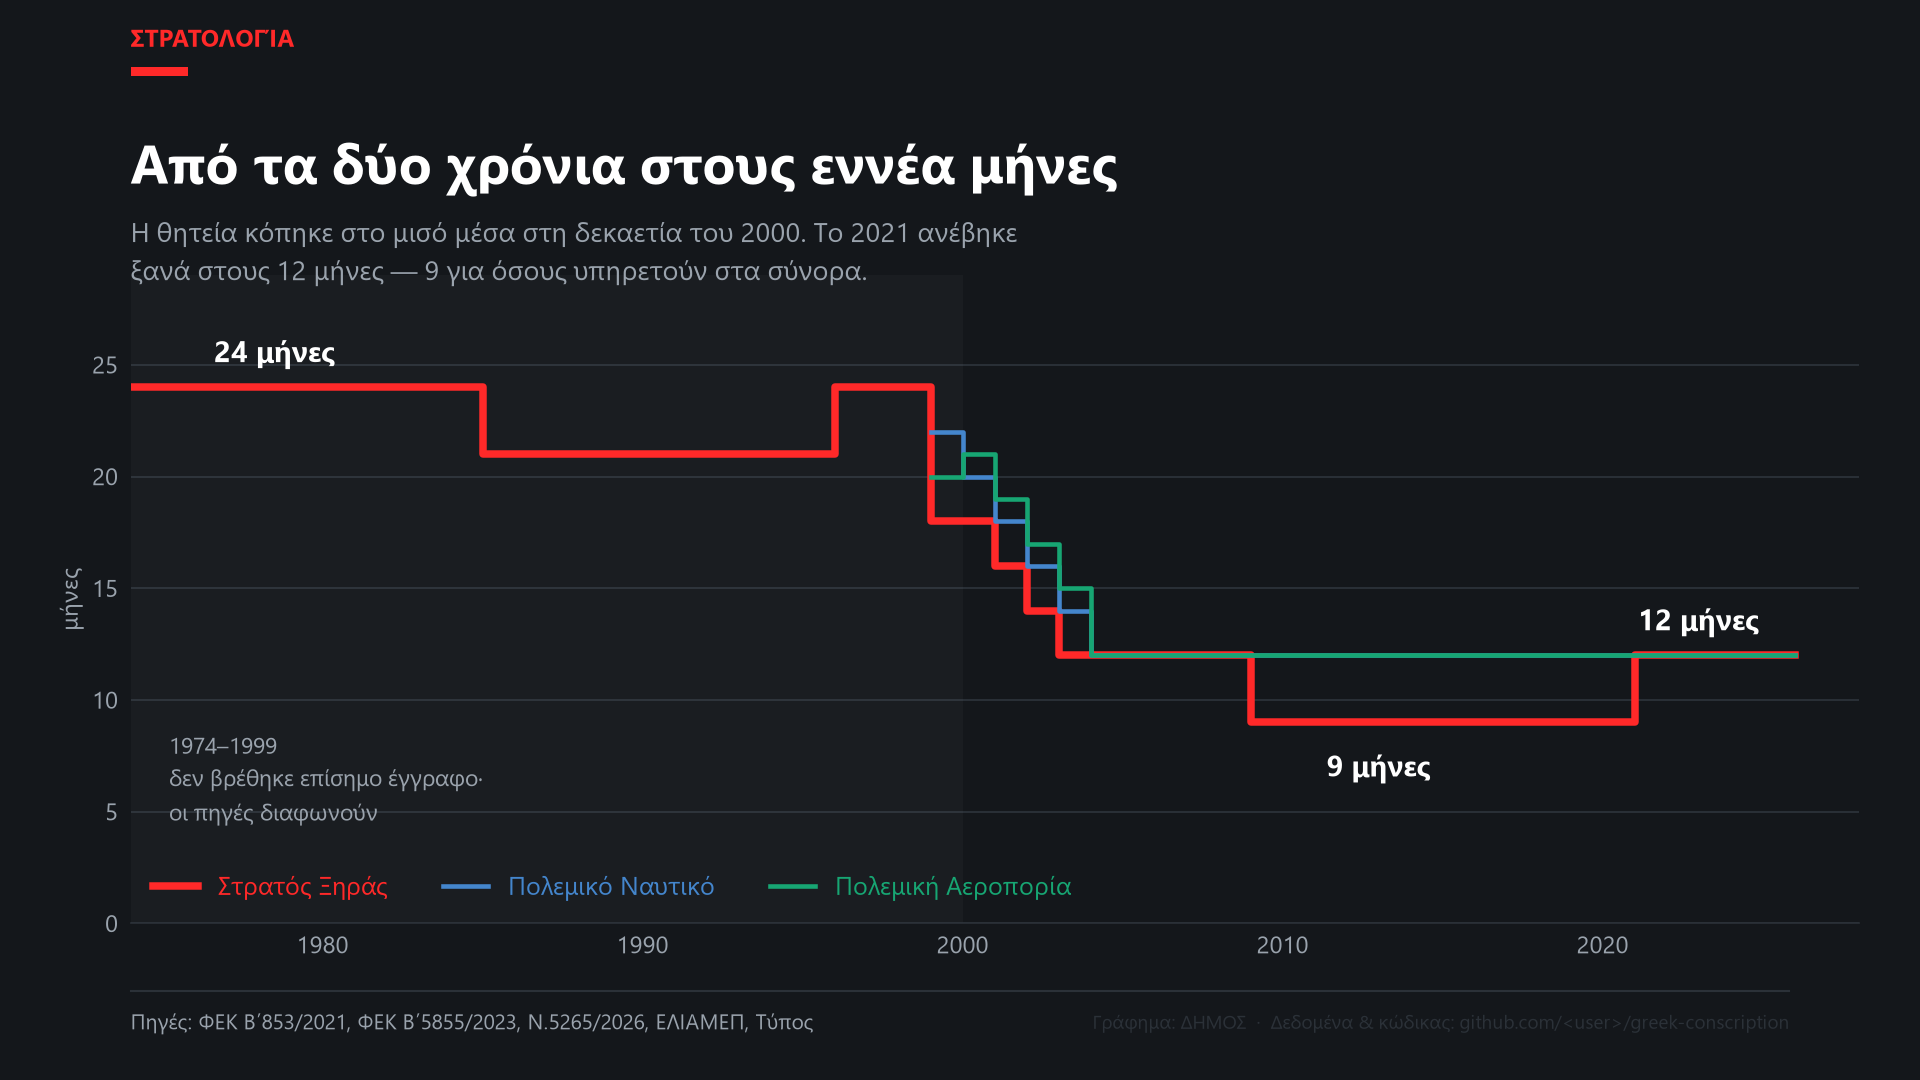 ΣΤΡΑΤΟΛΟΓΊΑ
Από τα δύο χρόνια στους εννέα μήνες
Η θητεία κόπηκε στο μισό μέσα στη δεκαετία του 2000. Το 2021 ανέβηκε
ξανά στους 12 μήνες — 9 για όσους υπηρετούν στα σύνορα.
24 μήνες
25
20
15
10
5
0
μήνες
12 μήνες
9 μήνες
1974–1999
δεν βρέθηκε επίσημο έγγραφο·
οι πηγές διαφωνούν
Στρατός Ξηράς
Πολεμικό Ναυτικό
Πολεμική Αεροπορία
1980 1990 2000 2010 2020
Πηγές: ΦΕΚ Β΄853/2021, ΦΕΚ Β΄5855/2023, Ν.5265/2026, ΕΛΙΑΜΕΠ, Τύπος
Γράφημα: ΔΗΜΟΣ · Δεδομένα & κώδικας: github.com/<user>/greek-conscription